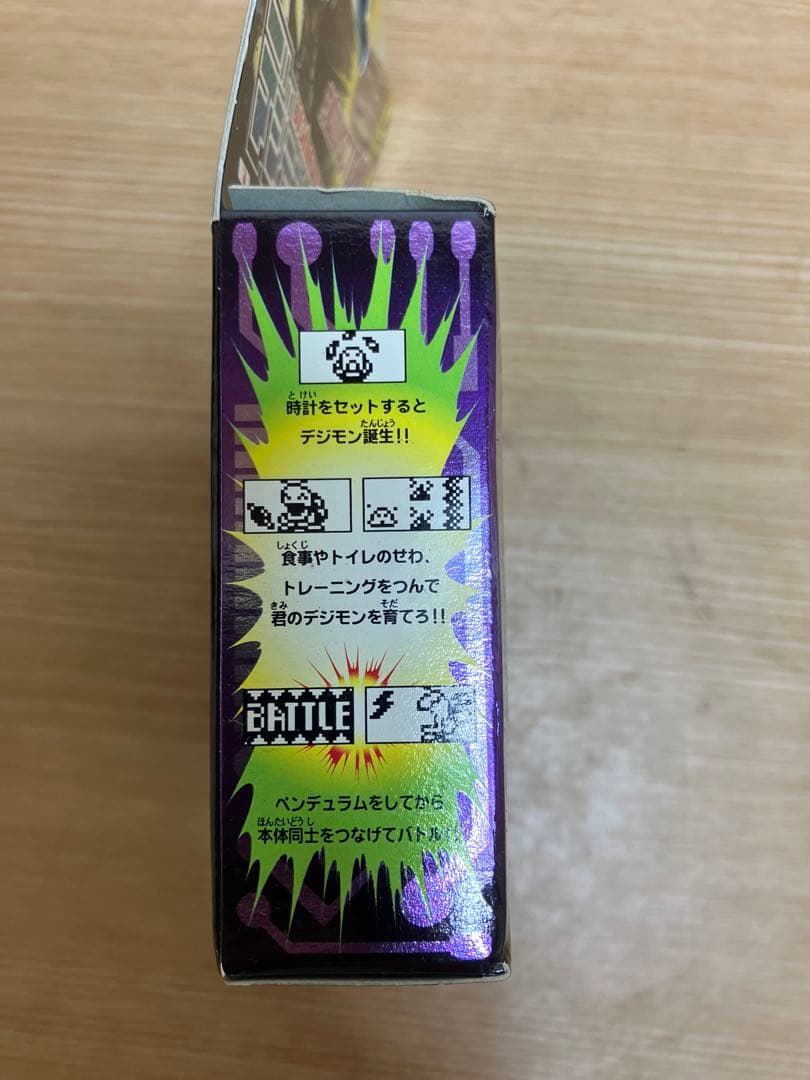 時計をセットすると
デジモン誕生!!
食事やトイレのせわ、
トレーニングをつんで
君のデジモンを育てろ!!
BATTLE
ペンデュラムをしてから
本体同士をつなげてバトル!!